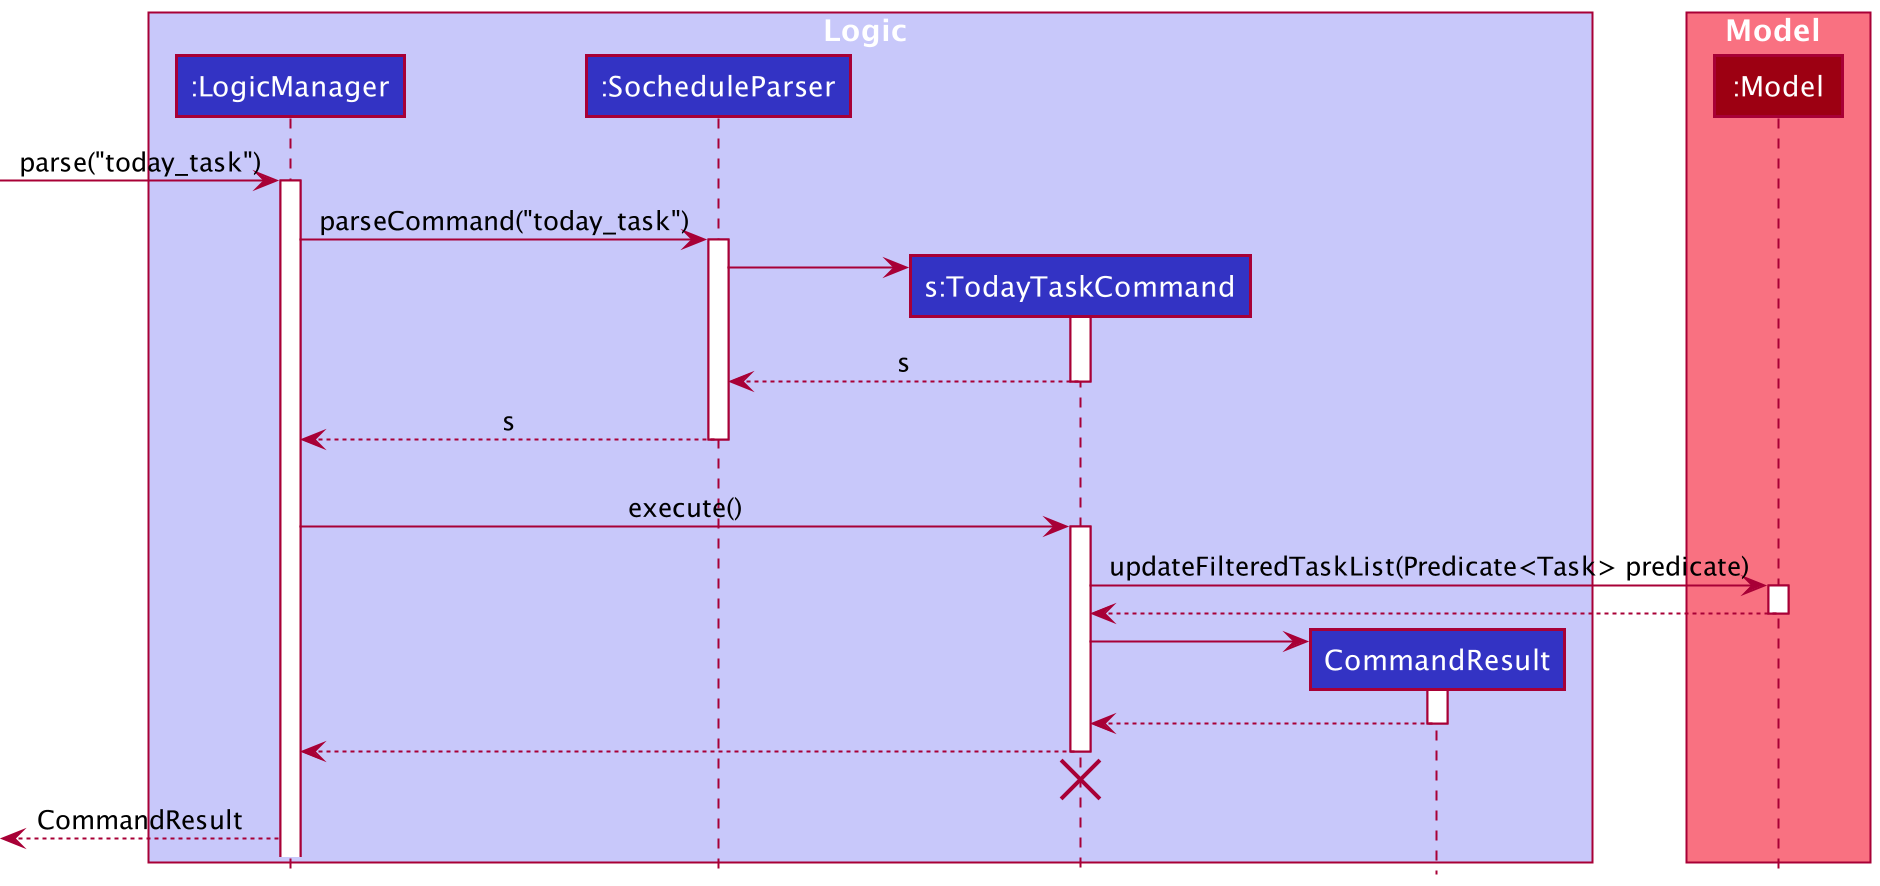 Logic
Model
:LogicManager
:SocheduleParser
:Model
parse("today_task")
parseCommand("today_task")
s:TodayTaskCommand
s
s
execute()
updateFilteredTaskList(Predicate<Task> predicate)
CommandResult
CommandResult